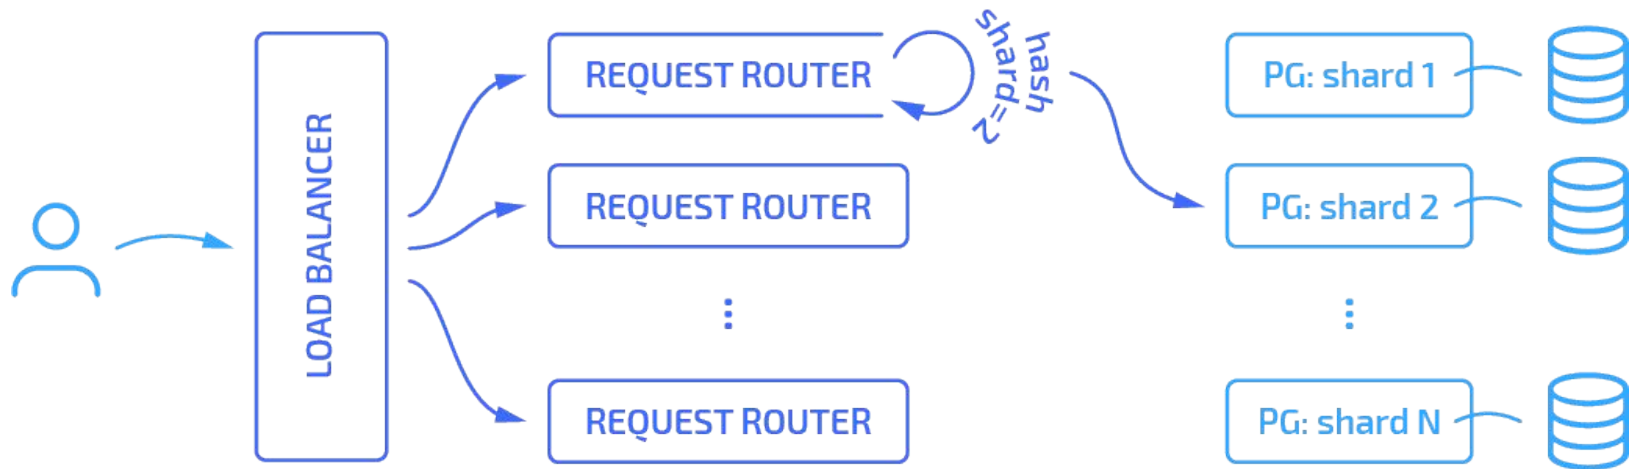 LOAD BALANCER
REQUEST ROUTER
hash
shard=2
PG: shard 1
REQUEST ROUTER
PG: shard 2
REQUEST ROUTER
PG: shard N